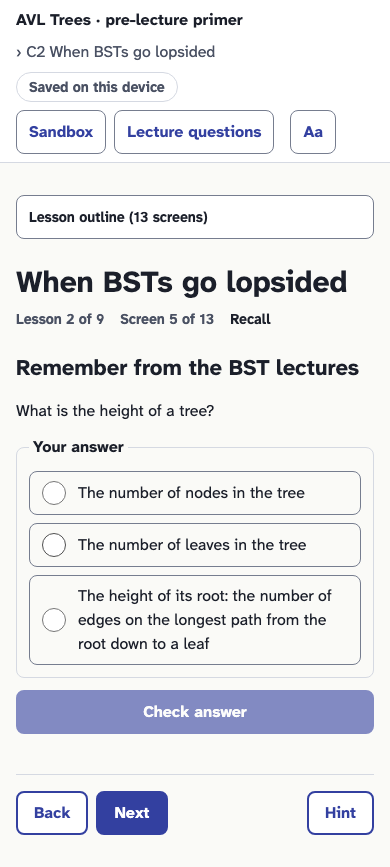 AVL Trees · pre-lecture primer
› C2 When BSTs go lopsided
Saved on this device
Sandbox
Lecture questions
Aa
Lesson outline (13 screens)
When BSTs go lopsided
Lesson 2 of 9 Screen 5 of 13 Recall
Remember from the BST lectures
What is the height of a tree?
Your answer
The number of nodes in the tree
The number of leaves in the tree
The height of its root: the number of
edges on the longest path from the
root down to a leaf
Check answer
Back
Next
Hint